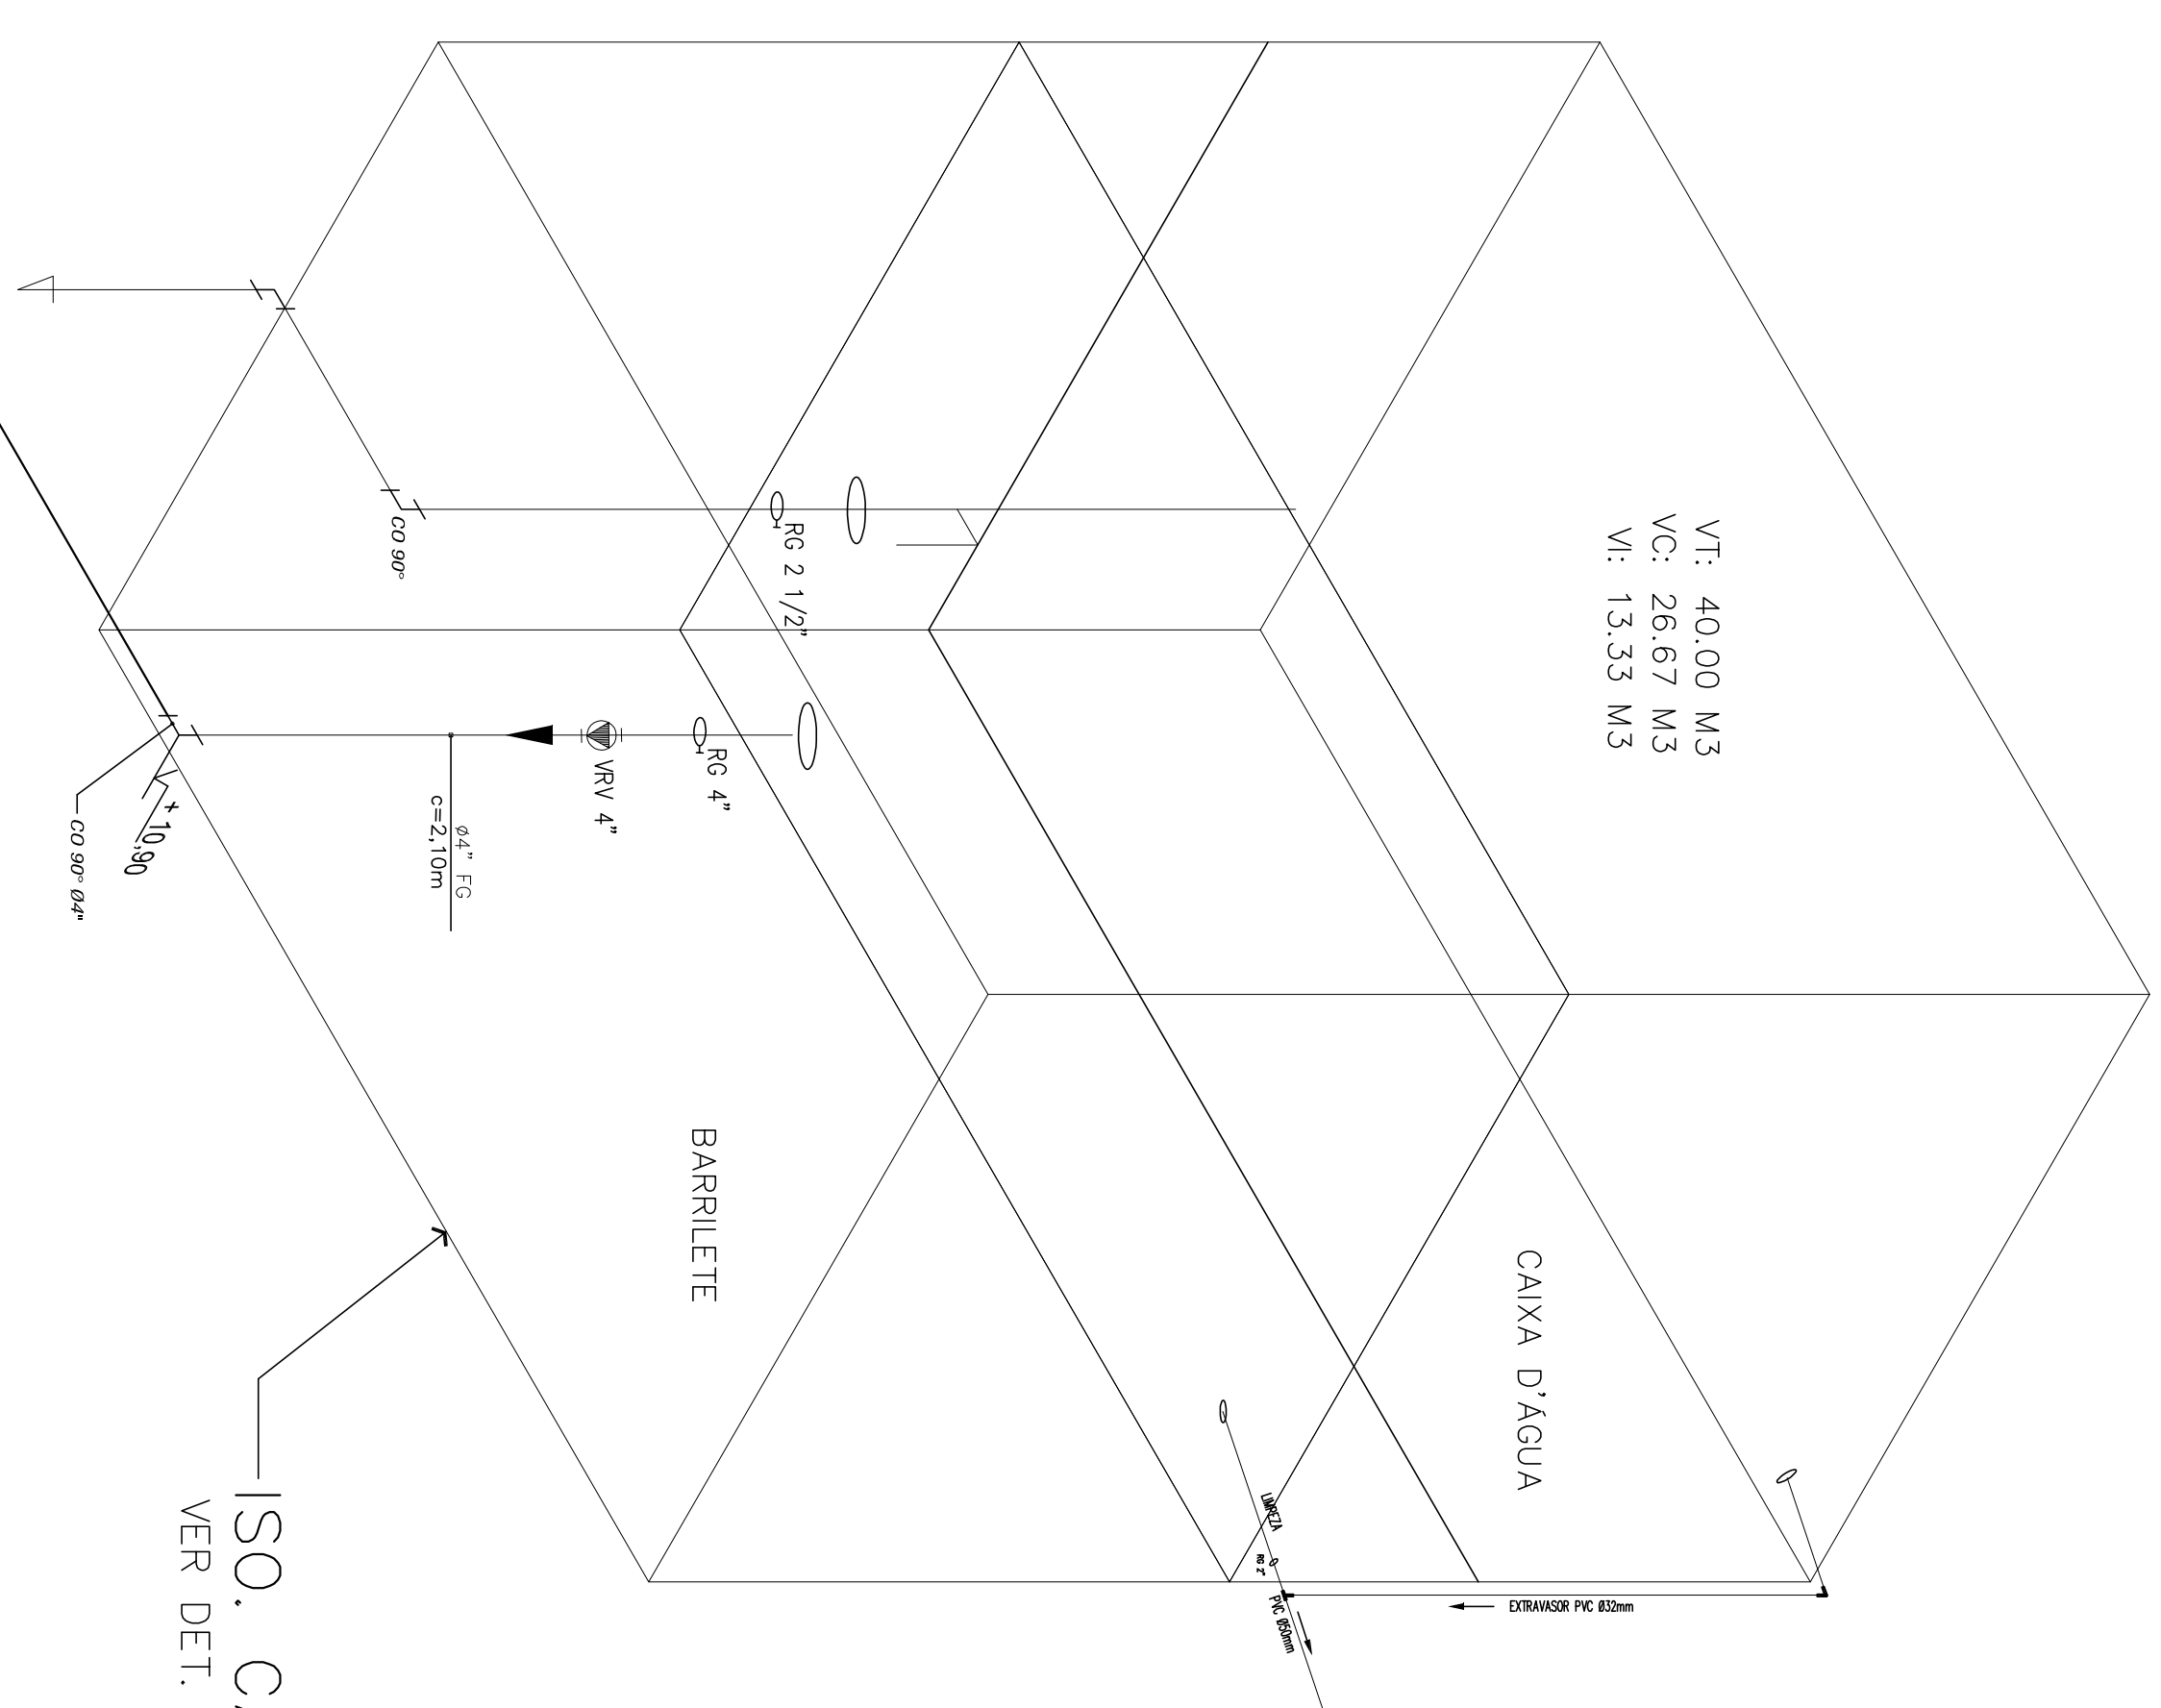 VT: 40.00 M3
VC: 26.67 M3
VI: 13.33 M3
CAIXA D'ÁGUA
EXTRAVASOR PVC Ø32mm
LIMPEZA
RG 2"
PVC Ø50mm
RG 2 1/2"
RG 4"
VRV 4"
BARRILETE
Ø4" FG
c=2,10m
CO 90°
+ 10,90
CO 90° Ø4"
ISO.
VER DET.